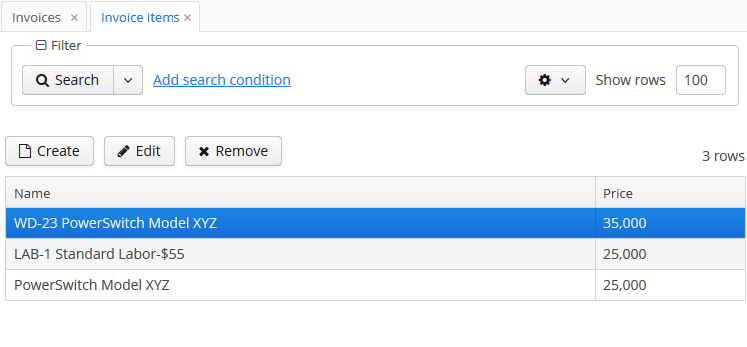 Invoices
Invoice Items
Filter
Search Add search condition Show rows 100
Create Edit Remove
3 rows
Name Price
WD-23 PowerSwitch Model XYZ 35,000
LAB-1 Standard Labor-$55 25,000
PowerSwitch Model XYZ 25,000